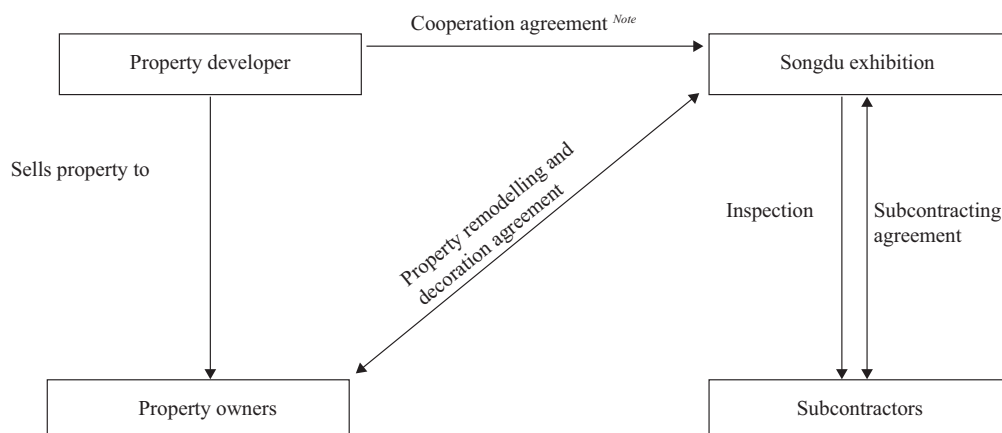 Cooperation agreement Note
Property developer
Songdu exhibition
Sells property to
Property remodelling and
decoration agreement
Inspection
Subcontracting
agreement
Property owners
Subcontractors